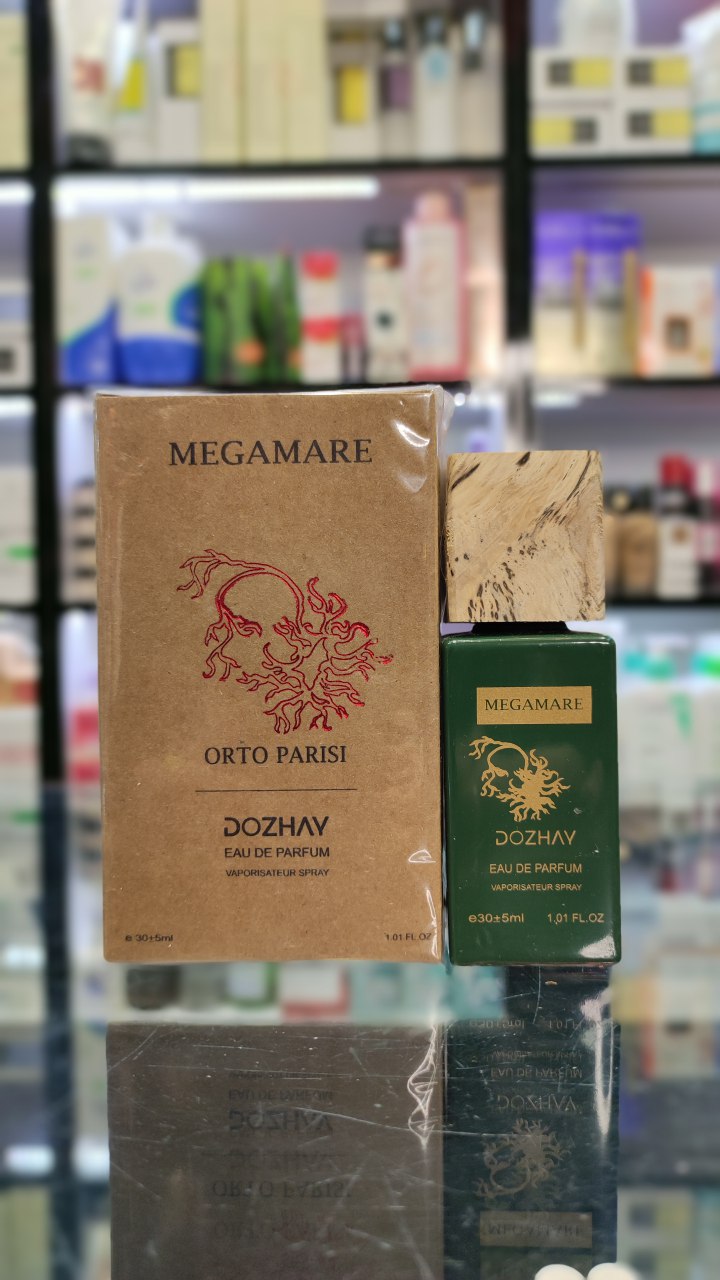 MEGAMARE
ORTO PARISI
DOZHAY
EAU DE PARFUM
VAPORISATEUR SPRAY
e 30±5ml 1.01 FL.OZ
MEGAMARE
DOZHAY
EAU DE PARFUM
VAPORISATEUR SPRAY
e30±5ml 1,01 FL.OZ